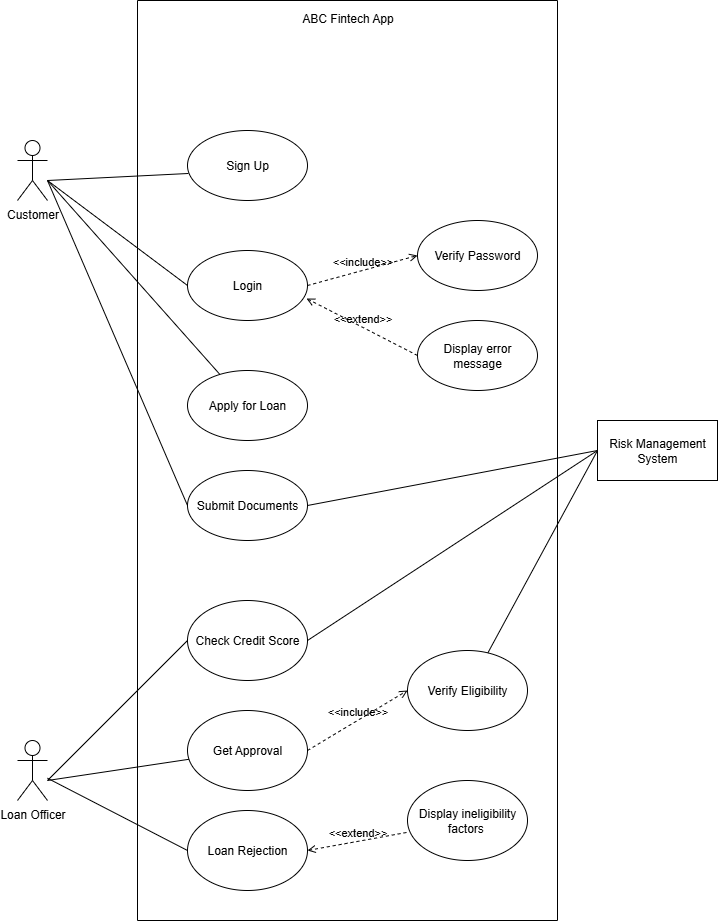 ABC Fintech App
Sign Up
Customer
Login
<<include>>
Verify Password
<<extend>>
Display error
message
Apply for Loan
Risk Management
System
Submit Documents
Check Credit Score
Verify Eligibility
<<include>>
Get Approval
Loan Officer
Display ineligibility
factors
<<extend>>
Loan Rejection